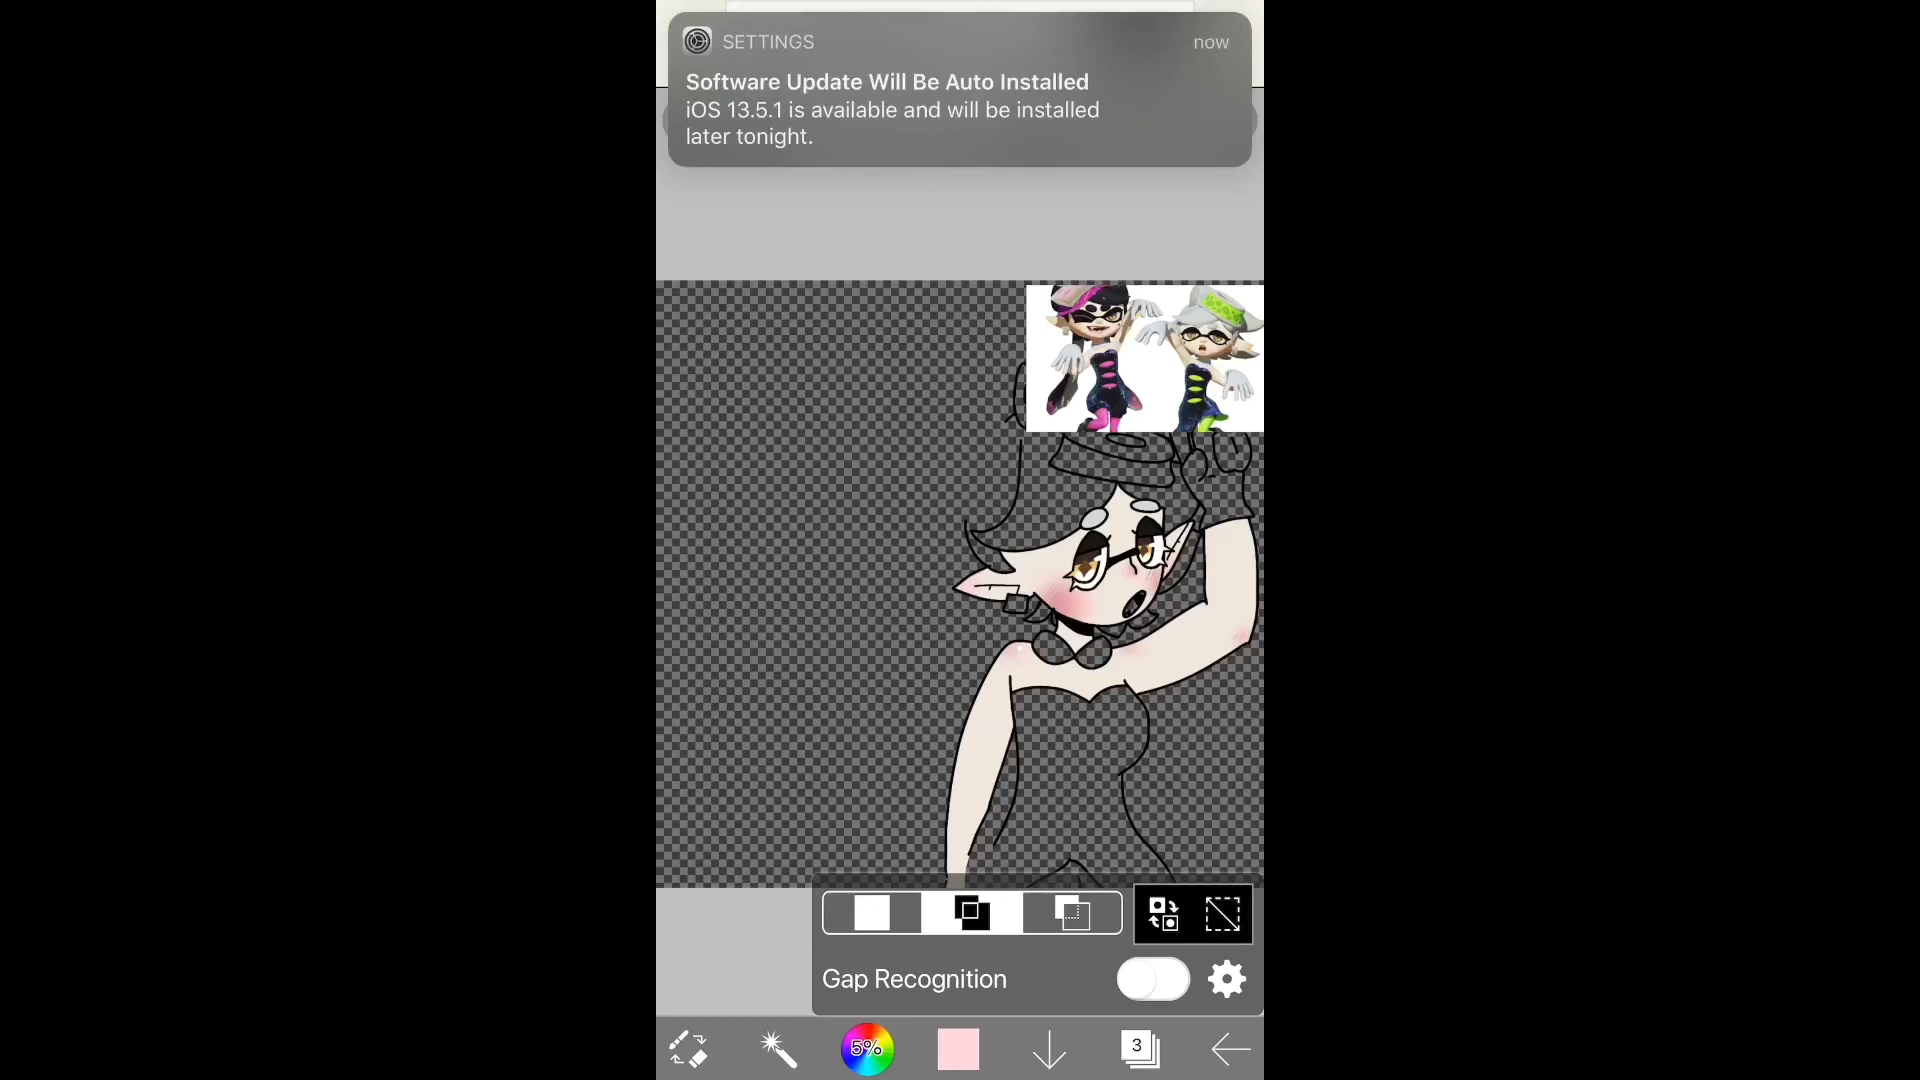 SETTINGS
now
Software Update Will Be Auto Installed
iOS 13.5.1 is available and will be installed
later tonight.
Gap Recognition
5%
3